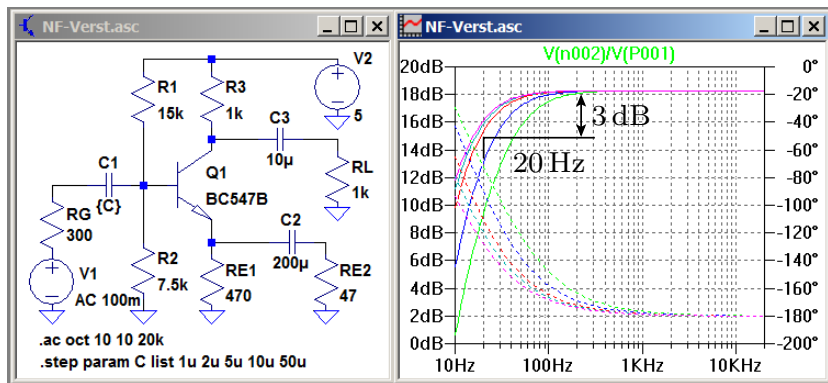 NF-Verst.asc
V2
R1
R3
15k
1k
5
C3
C1
10µ
Q1
RL
{C}
BC547B
1k
RG
C2
300
R2
V1
200µ
7.5k
RE1
RE2
AC 100m
470
47
.ac oct 10 10 20k
.step param C list 1u 2u 5u 10u 50u
NF-Verst.asc
V(n002)/V(P001)
20dB
0°
18dB
-20°
16dB
-40°
3 dB
14dB
-60°
20 Hz
12dB
-80°
10dB
-100°
8dB
-120°
6dB
-140°
4dB
-160°
2dB
-180°
0dB
-200°
10Hz
100Hz
1KHz
10KHz